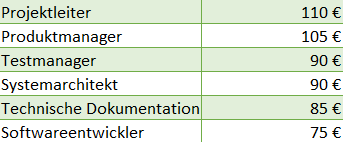 Projektleiter 110 €
Produktmanager 105 €
Testmanager 90 €
Systemarchitekt 90 €
Technische Dokumentation 85 €
Softwareentwickler 75 €